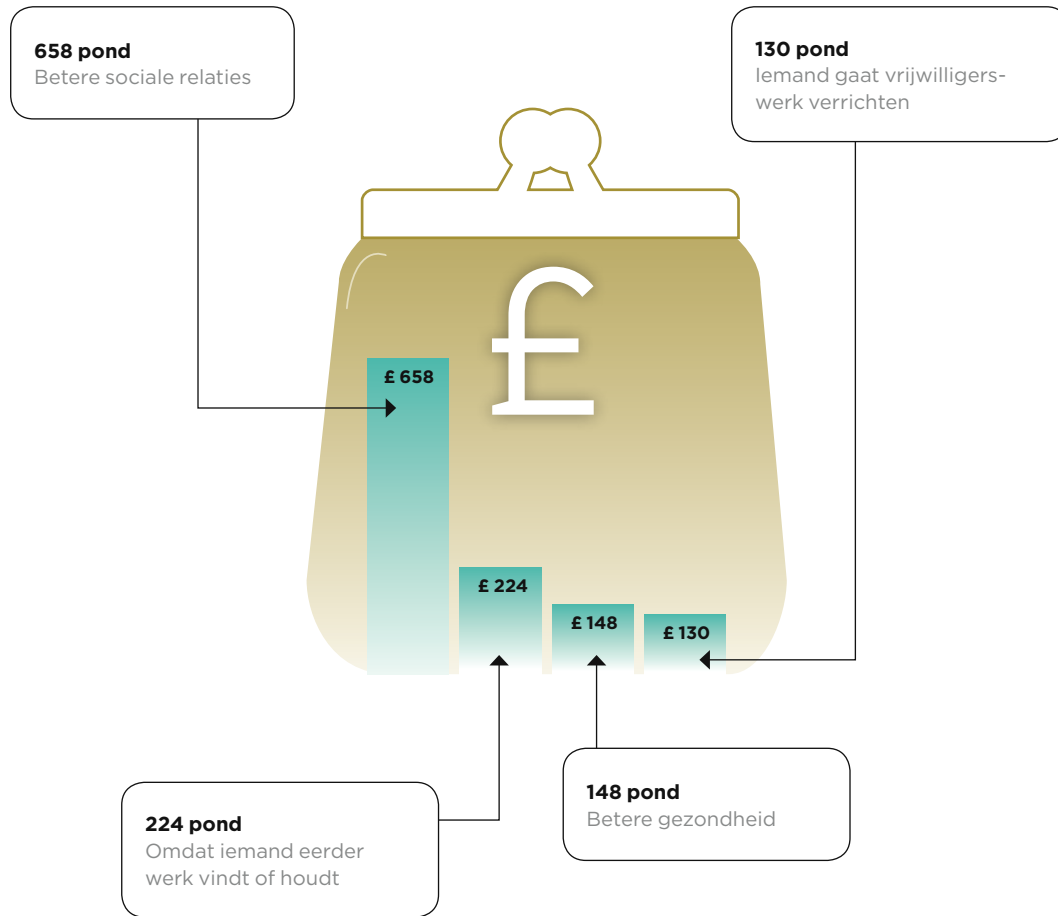 658 pond
Betere sociale relaties
130 pond
Iemand gaat vrijwilligers-
werk verrichten
£
£ 658
£ 224
£ 148
£ 130
224 pond
Omdat iemand eerder
werk vindt of houdt
148 pond
Betere gezondheid